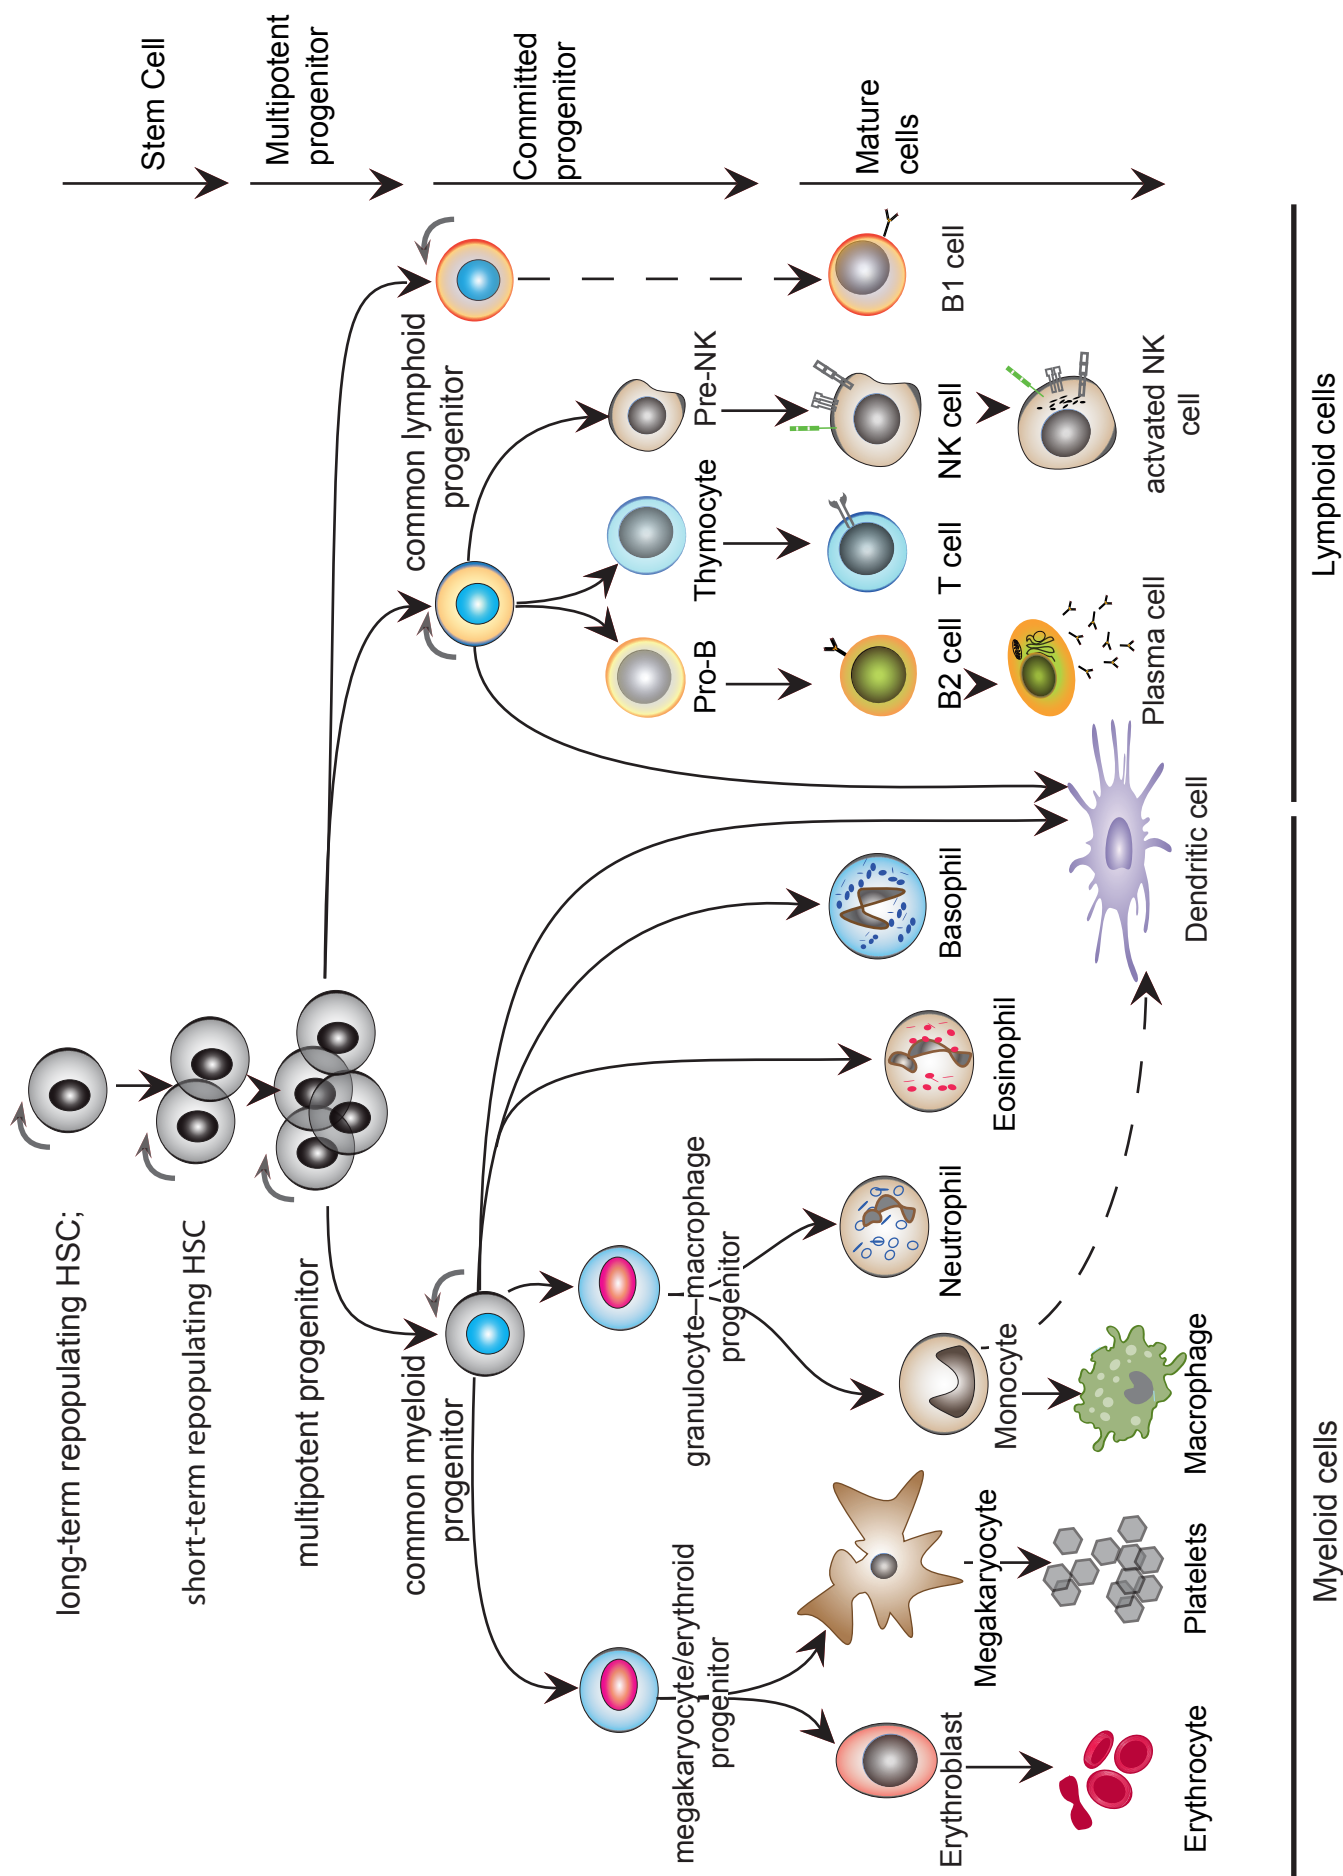 long-term repopulating HSC;
short-term repopulating HSC
multipotent progenitor
Stem Cell
Multipotent
progenitor
Committed
progenitor
Mature
cells
common myeloid
progenitor
common lymphoid
progenitor
megakaryocyte/erythroid
progenitor
granulocyte–macrophage
progenitor
Pro-B
Thymocyte
Pre-NK
Erythroblast
Megakaryocyte
Monocyte
Neutrophil
Eosinophil
Basophil
B2 cell
T cell
NK cell
B1 cell
Erythrocyte
Platelets
Macrophage
Dendritic cell
Plasma cell
actvated NK
cell
Myeloid cells
Lymphoid cells